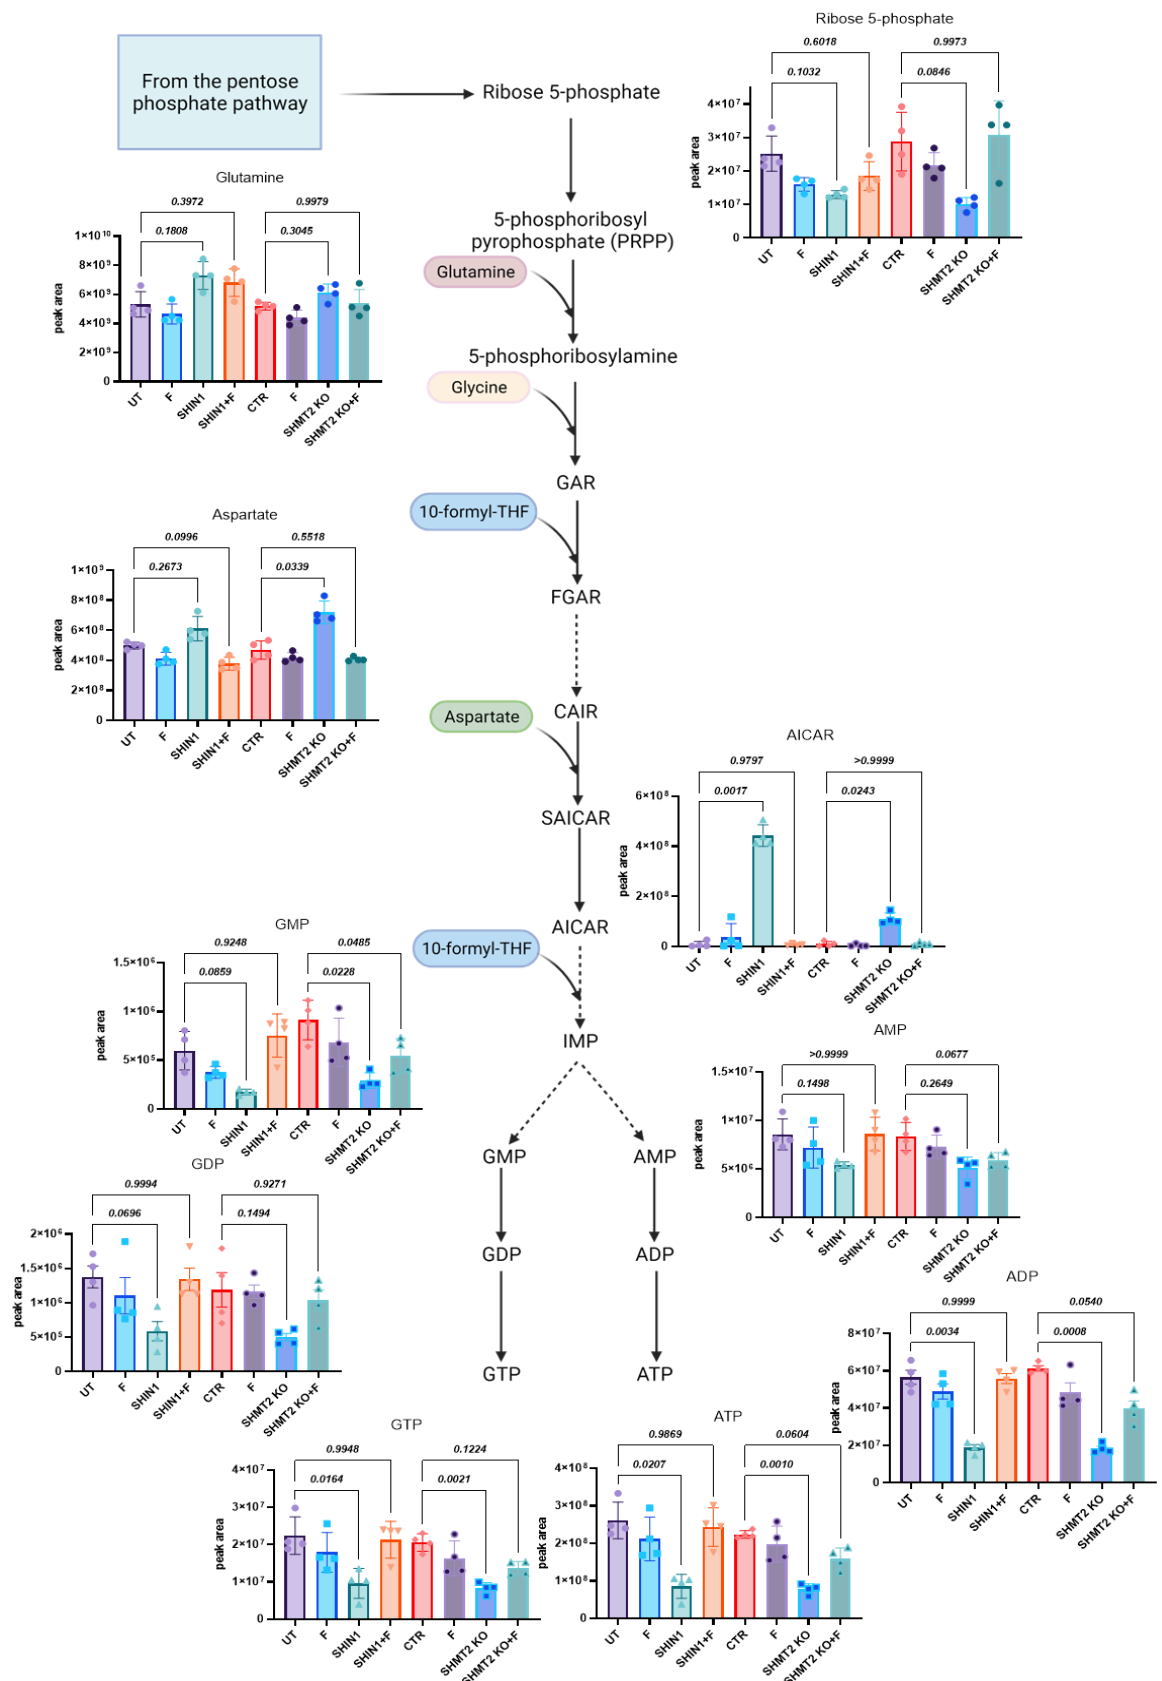 Ribose 5-phosphate
0.6018
0.9973
0.1032
0.0846
peak area
4×10⁷
3×10⁷
2×10⁷
1×10⁷
0
UT
F
SHIN1
SHIN1+F
CTR
F
SHMT2 KO
SHMT2 KO+F
From the pentose
phosphate pathway
Ribose 5-phosphate
Glutamine
0.3972
0.9979
0.1808
0.3045
peak area
1×10¹⁰
8×10⁹
6×10⁹
4×10⁹
2×10⁹
0
UT
F
SHIN1
SHIN1+F
CTR
F
SHMT2 KO
SHMT2 KO+F
5-phosphoribosyl
pyrophosphate (PRPP)
Glutamine
5-phosphoribosylamine
Glycine
GAR
10-formyl-THF
FGAR
Aspartate
0.0996
0.5518
0.2673
0.0339
peak area
1×10⁹
8×10⁸
6×10⁸
4×10⁸
2×10⁸
0
UT
F
SHIN1
SHIN1+F
CTR
F
SHMT2 KO
SHMT2 KO+F
CAIR
Aspartate
SAICAR
AICAR
0.9797
>0.9999
0.0017
0.0243
peak area
6×10⁸
4×10⁸
2×10⁸
0
UT
F
SHIN1
SHIN1+F
CTR
F
SHMT2 KO
SHMT2 KO+F
AICAR
10-formyl-THF
IMP
GMP
0.9248
0.0485
0.0859
0.0228
peak area
1.5×10⁶
1×10⁶
5×10⁵
0
UT
F
SHIN1
SHIN1+F
CTR
F
SHMT2 KO
SHMT2 KO+F
AMP
>0.9999
0.0677
0.1498
0.2649
peak area
1.5×10⁷
1×10⁷
5×10⁶
0
UT
F
SHIN1
SHIN1+F
CTR
F
SHMT2 KO
SHMT2 KO+F
GMP
AMP
GDP
ADP
GTP
ATP
GDP
0.9994
0.9271
0.0696
0.1494
peak area
2×10⁶
1.5×10⁶
1×10⁶
5×10⁵
0
UT
F
SHIN1
SHIN1+F
CTR
F
SHMT2 KO
SHMT2 KO+F
ADP
0.9999
0.0540
0.0034
0.0008
peak area
8×10⁷
6×10⁷
4×10⁷
2×10⁷
0
UT
F
SHIN1
SHIN1+F
CTR
F
SHMT2 KO
SHMT2 KO+F
GTP
0.9948
0.1224
0.0164
0.0021
peak area
4×10⁷
3×10⁷
2×10⁷
1×10⁷
0
UT
F
SHIN1
SHIN1+F
CTR
F
SHMT2 KO
SHMT2 KO+F
ATP
0.9869
0.0604
0.0207
0.0010
peak area
4×10⁸
3×10⁸
2×10⁸
1×10⁸
0
UT
F
SHIN1
SHIN1+F
CTR
F
SHMT2 KO
SHMT2 KO+F